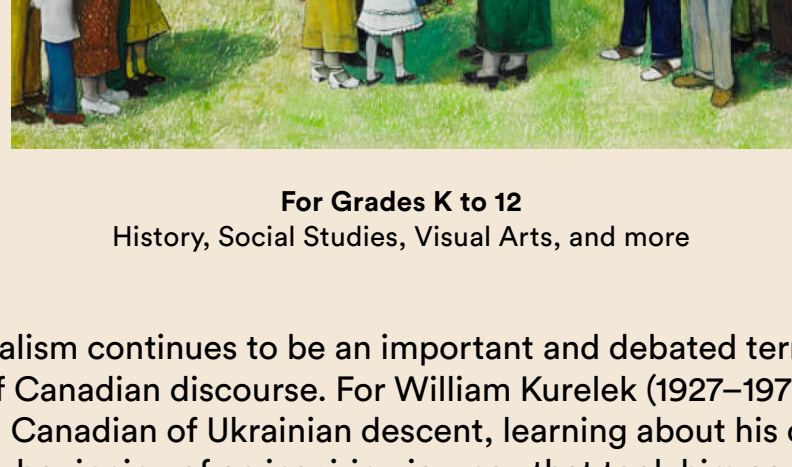 For Grades K to 12
History, Social Studies, Visual Arts, and more
alism continues to be an important and debated
Canadian discourse. For William Kurelek (1927–197
Canadian of Ukrainian descent, learning about his